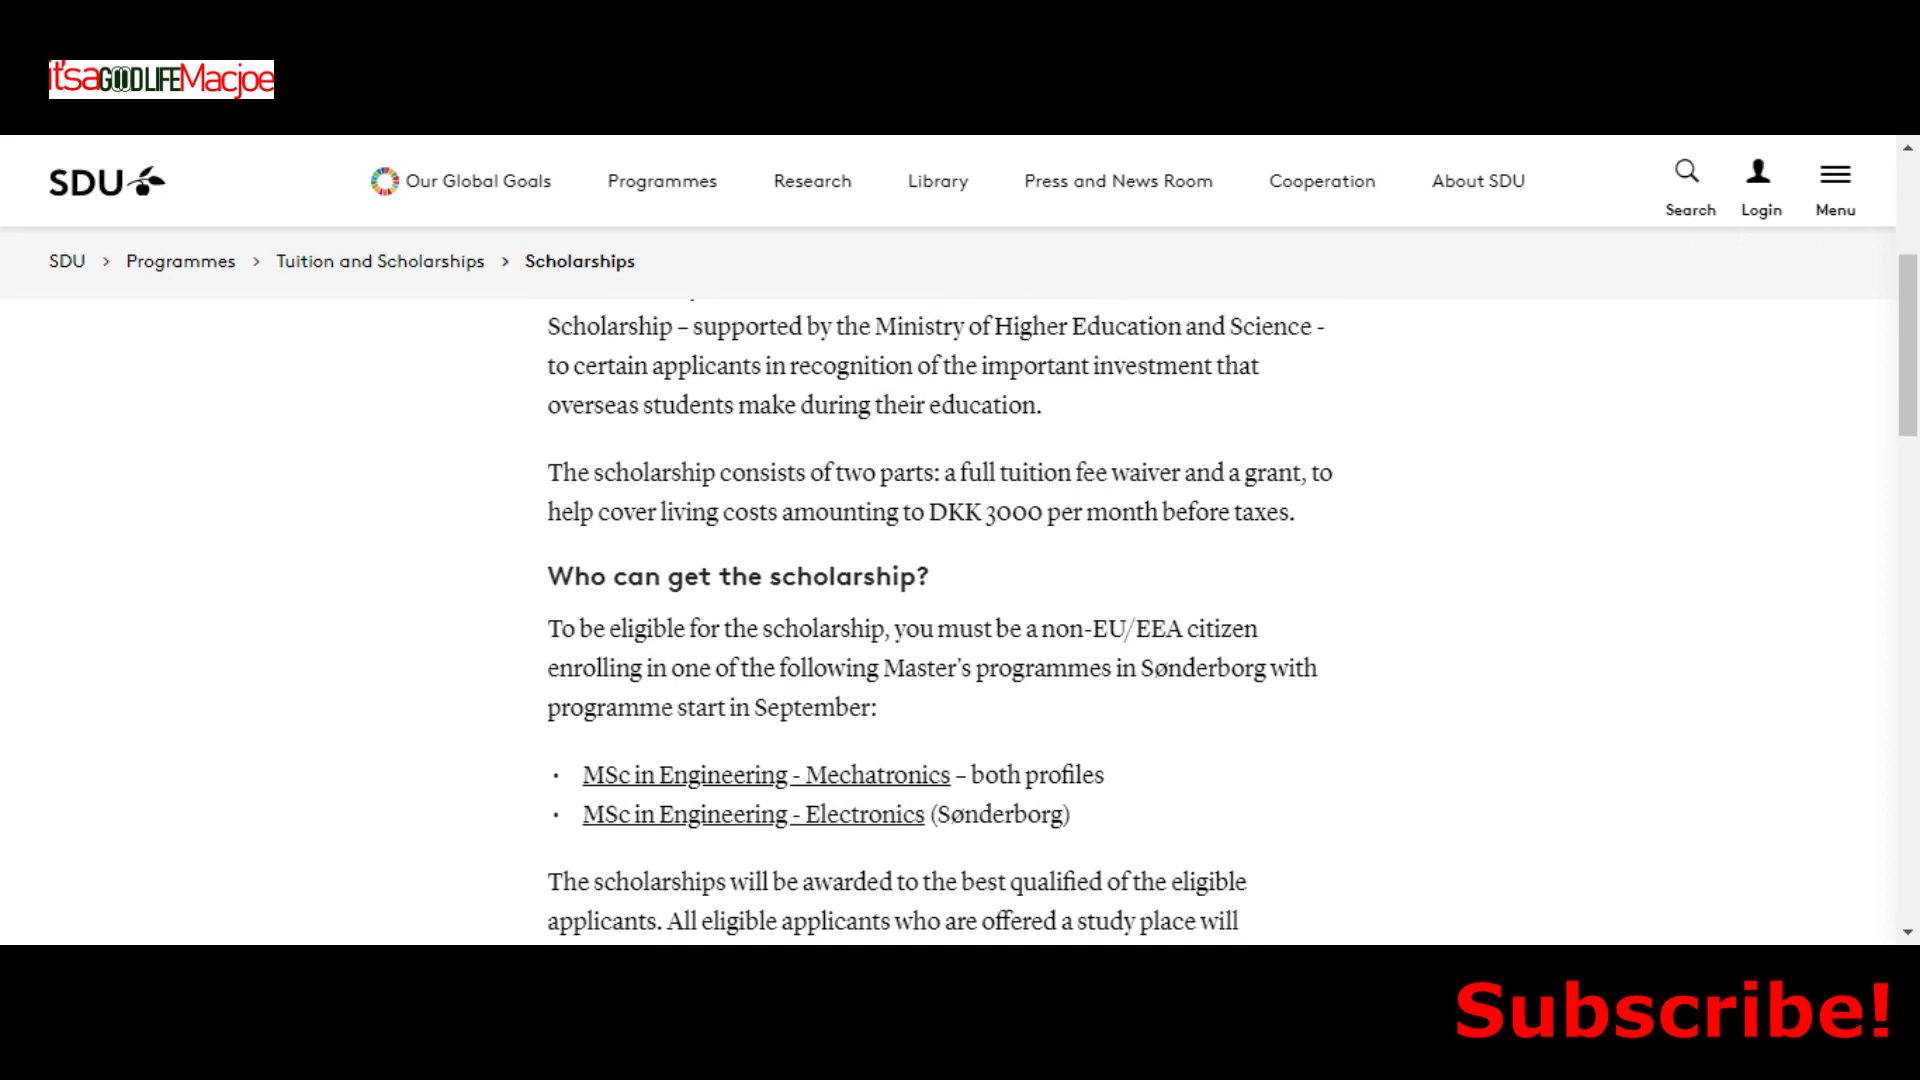 it'saGOODLIFEMacjoe
SDU
Our Global Goals
Programmes
Research
Library
Press and News Room
Cooperation
About SDU
Search
Login
Menu
SDU > Programmes > Tuition and Scholarships > Scholarships
Scholarship – supported by the Ministry of Higher Education and Science -
to certain applicants in recognition of the important investment that
overseas students make during their education.
The scholarship consists of two parts: a full tuition fee waiver and a grant, to
help cover living costs amounting to DKK 3000 per month before taxes.
Who can get the scholarship?
To be eligible for the scholarship, you must be a non-EU/EEA citizen
enrolling in one of the following Master's programmes in Sønderborg with
programme start in September:
• MSc in Engineering - Mechatronics – both profiles
• MSc in Engineering - Electronics (Sønderborg)
The scholarships will be awarded to the best qualified of the eligible
applicants. All eligible applicants who are offered a study place will
Subscribe!